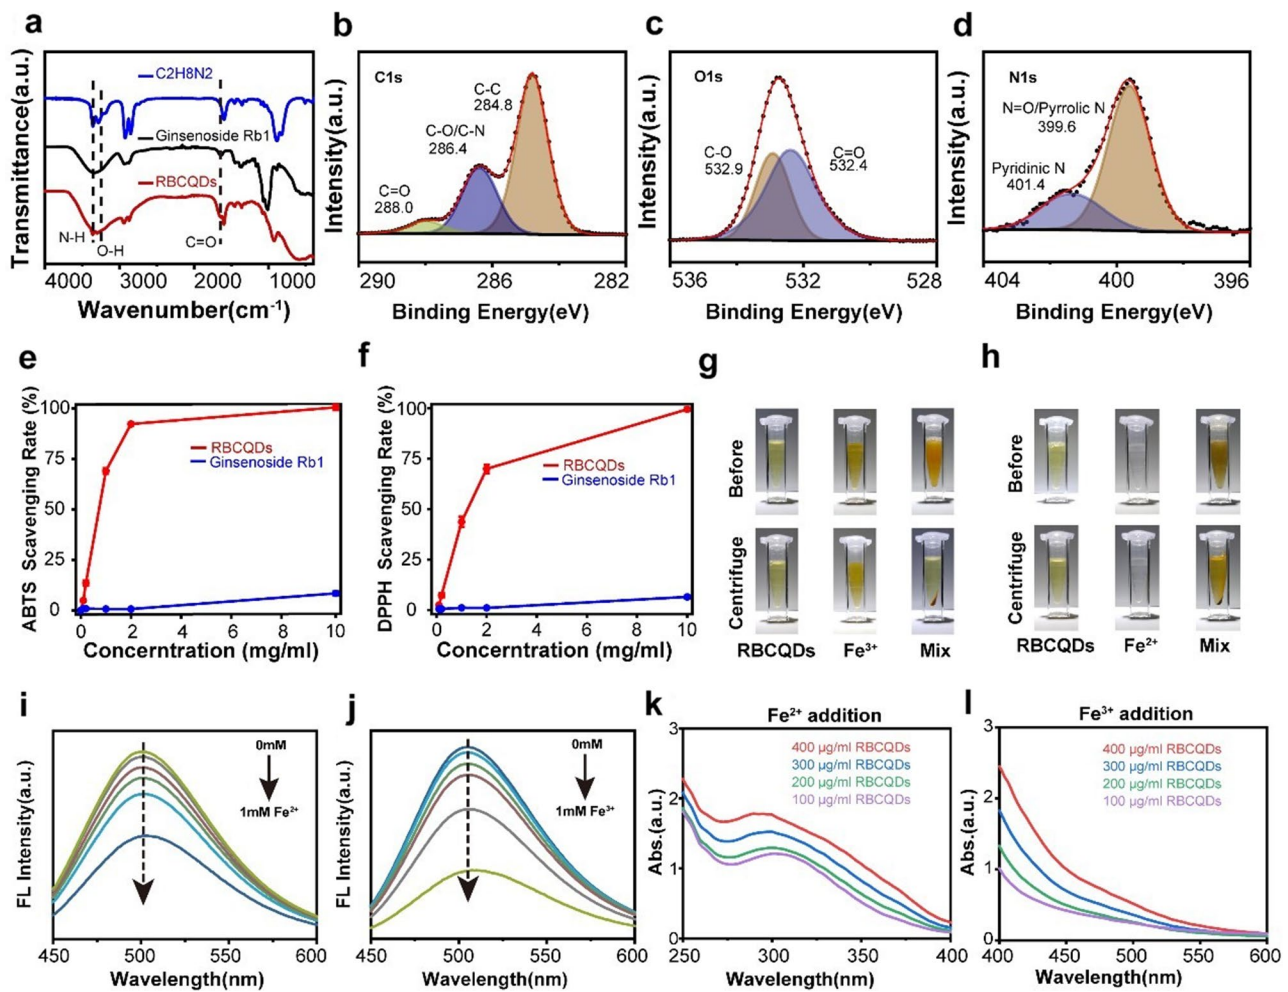 a
Transmittance(a.u.)
C2H8N2
Ginsenoside Rb1
RBCQDs
N-H
O-H
C=O
4000 3000 2000 1000
Wavenumber(cm-1)
b
Intensity(a.u.)
C1s
C-C
284.8
C-O/C-N
286.4
C=O
288.0
290 286 282
Binding Energy(eV)
c
Intensity(a.u.)
O1s
C-O
532.9
C=O
532.4
536 532 528
Binding Energy(eV)
d
Intensity(a.u.)
N1s
N=O/Pyrrolic N
399.6
Pyridinic N
401.4
404 400 396
Binding Energy(eV)
e
ABTS Scavenging Rate (%)
100
75
50
25
0
RBCQDs
Ginsenoside Rb1
0 2 4 6 8 10
Concerntration (mg/ml)
f
DPPH Scavenging Rate (%)
100
75
50
25
0
RBCQDs
Ginsenoside Rb1
0 2 4 6 8 10
Concerntration (mg/ml)
g
Before
Centrifuge
RBCQDs Fe3+ Mix
h
Before
Centrifuge
RBCQDs Fe2+ Mix
i
FL Intensity(a.u.)
0mM
1mM Fe2+
450 500 550 600
Wavelength(nm)
j
FL Intensity(a.u.)
0mM
1mM Fe3+
450 500 550 600
Wavelength(nm)
k
Fe2+ addition
Abs.(a.u.)
3
2
1
0
400 µg/ml RBCQDs
300 µg/ml RBCQDs
200 µg/ml RBCQDs
100 µg/ml RBCQDs
250 300 350 400
Wavelength(nm)
l
Fe3+ addition
Abs.(a.u.)
3
2
1
0
400 µg/ml RBCQDs
300 µg/ml RBCQDs
200 µg/ml RBCQDs
100 µg/ml RBCQDs
400 450 500 550 600
Wavelength(nm)